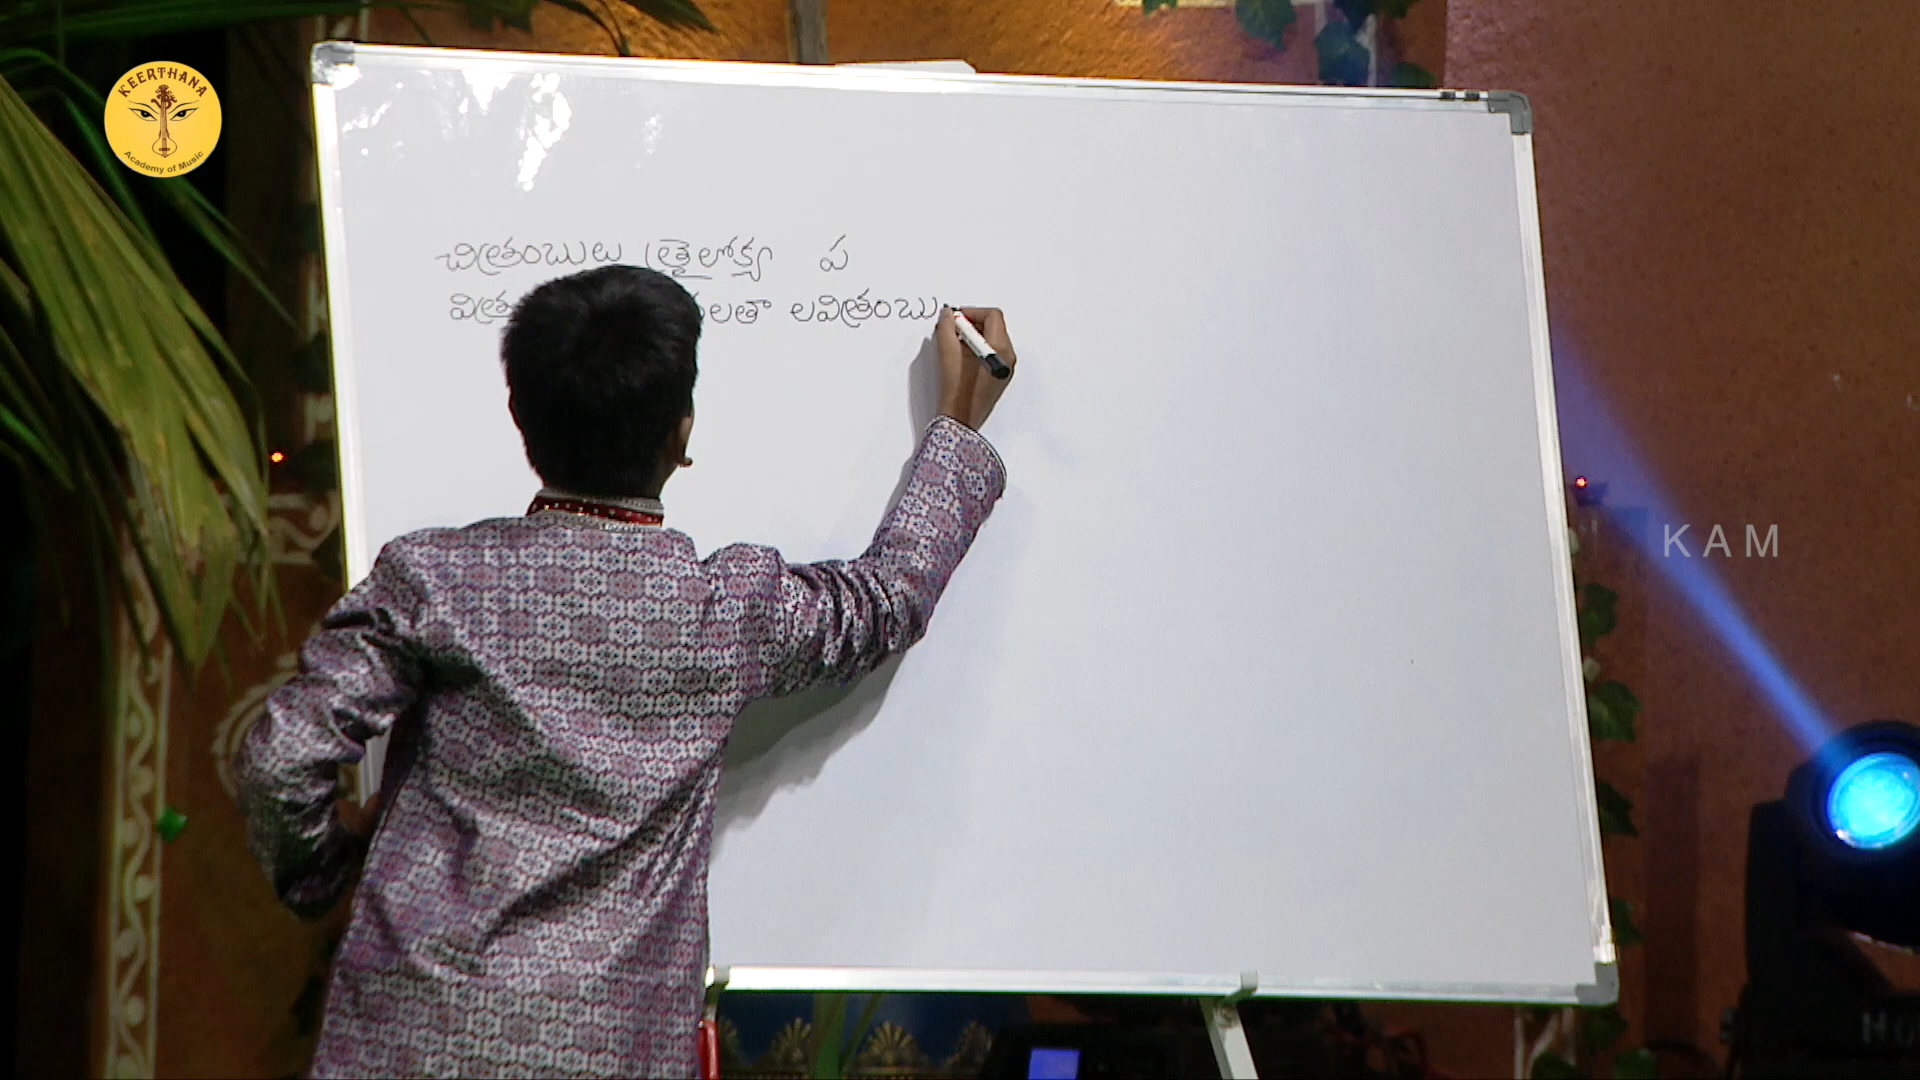 KEERTHANA
Academy of Music
చిత్రంబులు త్రైలోక్య ప
విత్ర లతా లవిత్రంబు
KAM